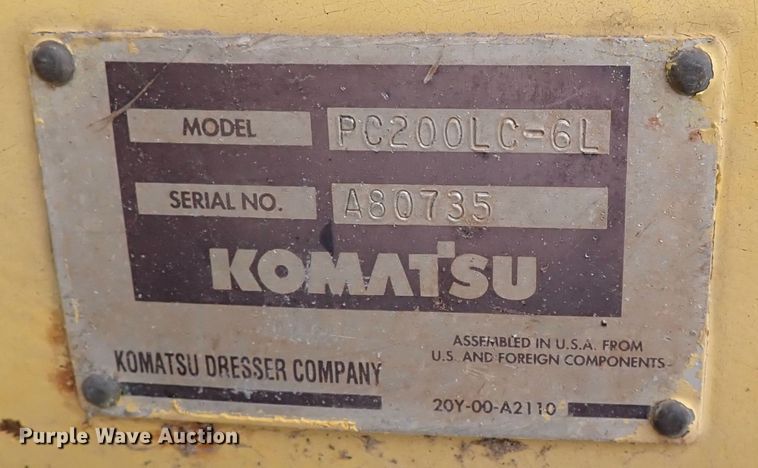 MODEL PC200LC-6L
SERIAL NO. A80735
KOMATSU
KOMATSU DRESSER COMPANY
ASSEMBLED IN U.S.A. FROM
U.S. AND FOREIGN COMPONENTS
20Y-00-A2110
Purple Wave Auction